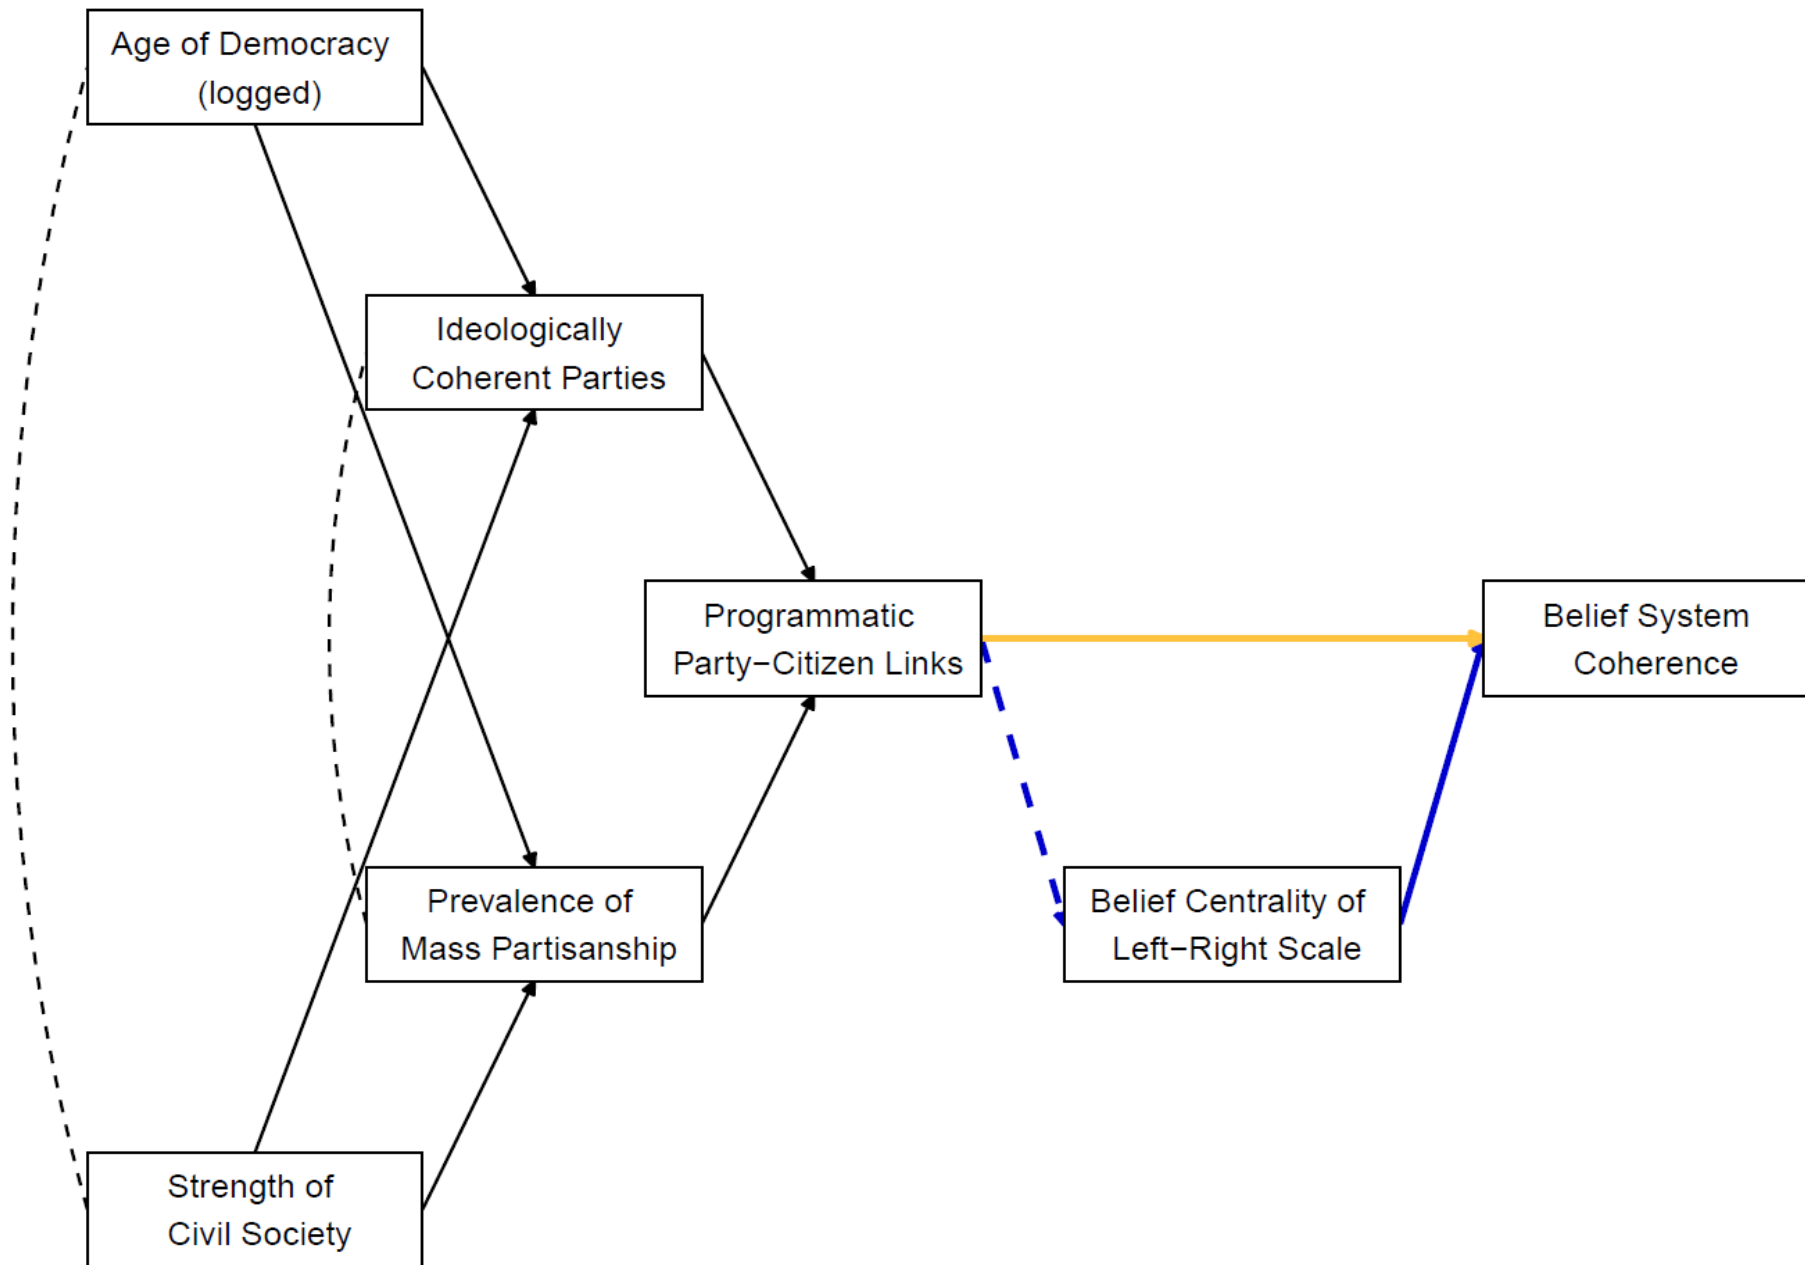 Age of Democracy
(logged)
Ideologically
Coherent Parties
Programmatic
Party−Citizen Links
Belief System
Coherence
Prevalence of
Mass Partisanship
Belief Centrality of
Left−Right Scale
Strength of
Civil Society